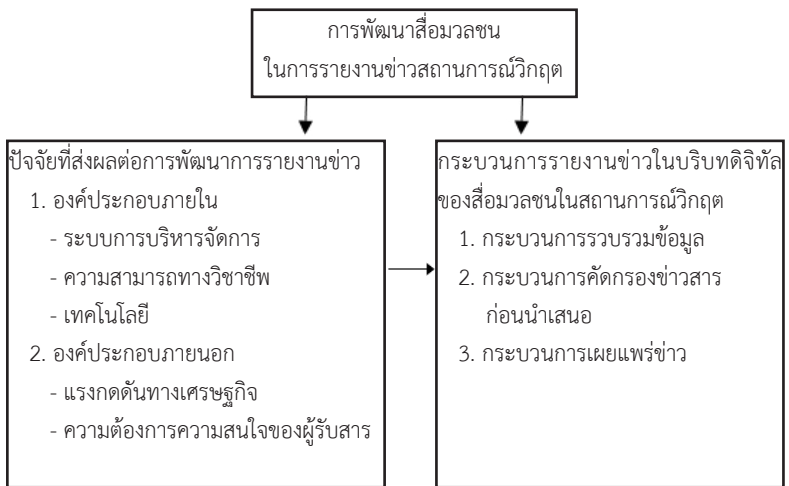 การพัฒนาสื่อมวลชน
ในการรายงานข่าวสถานการณ์วิกฤต
ปัจจัยที่ส่งผลต่อการพัฒนาการรายงานข่าว
1. องค์ประกอบภายใน
- ระบบการบริหารจัดการ
- ความสามารถทางวิชาชีพ
- เทคโนโลยี
2. องค์ประกอบภายนอก
- แรงกดดันทางเศรษฐกิจ
- ความต้องการความสนใจของผู้รับสาร
กระบวนการรายงานข่าวในบริบทดิจิทัล
ของสื่อมวลชนในสถานการณ์วิกฤต
1. กระบวนการรวบรวมข้อมูล
2. กระบวนการคัดกรองข่าวสาร
ก่อนนำเสนอ
3. กระบวนการเผยแพร่ข่าว